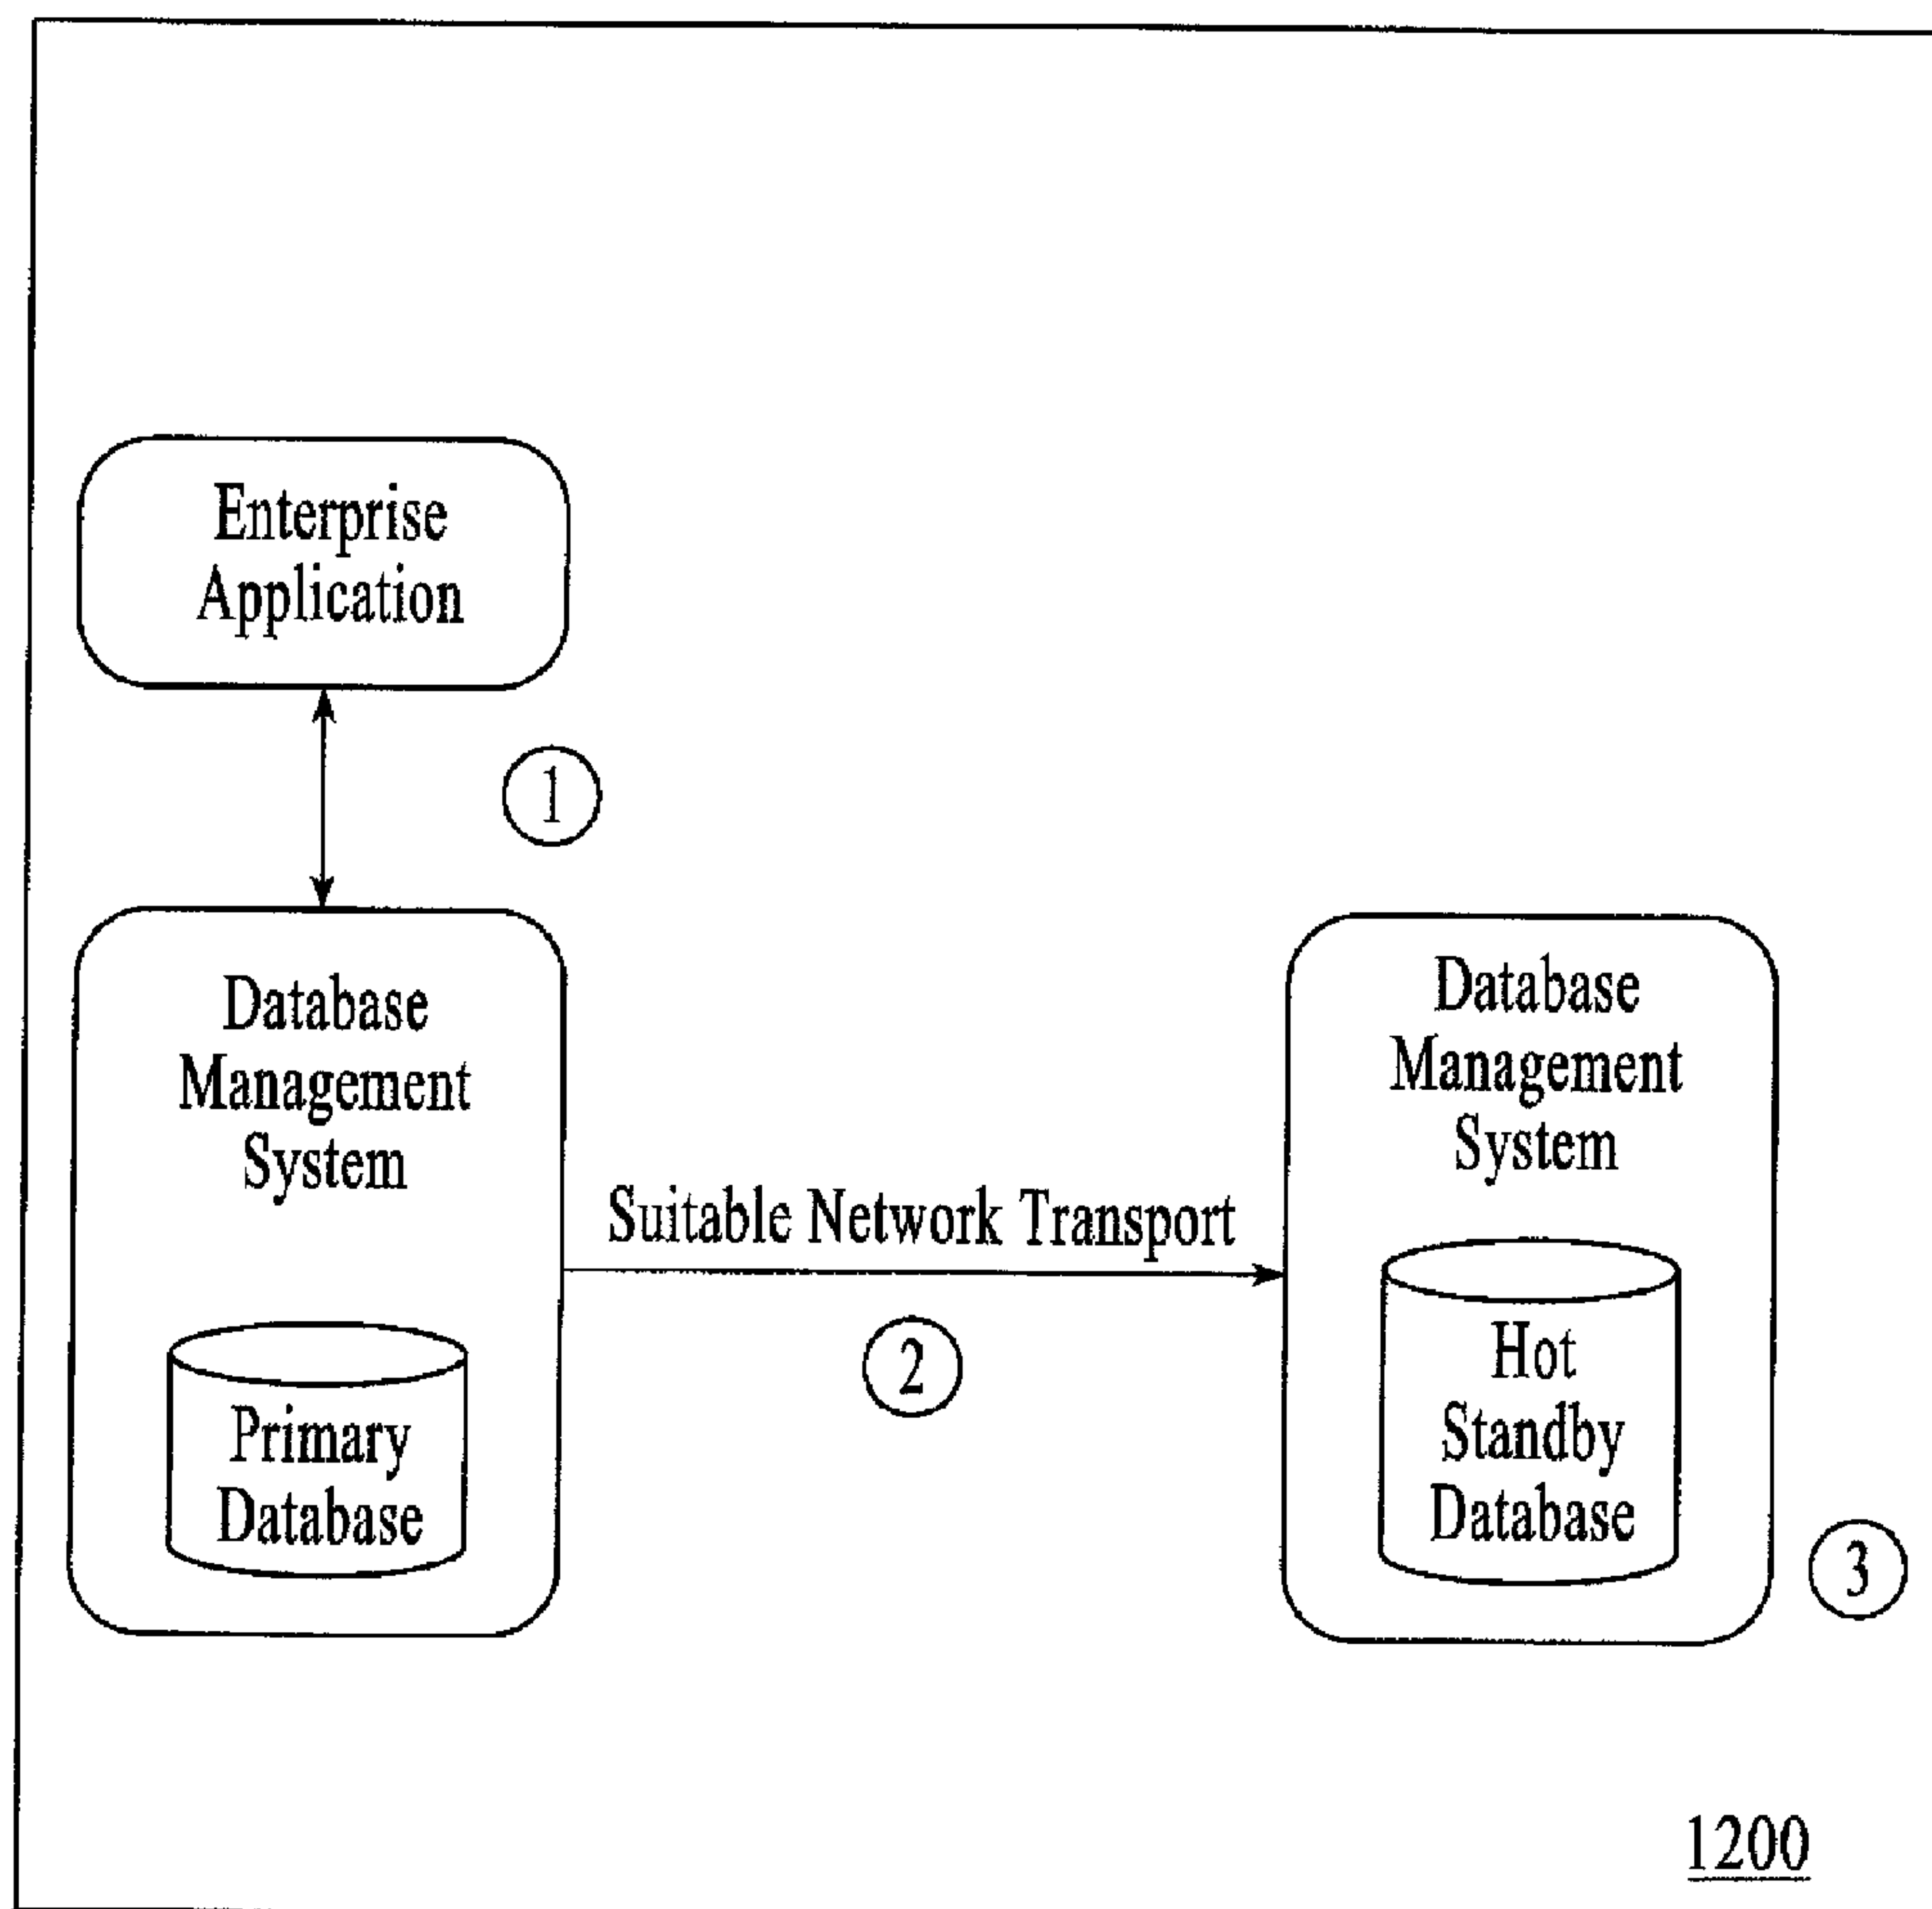 Enterprise
Application
1
Database
Management
System
Primary
Database
Suitable Network Transport
2
Database
Management
System
Hot
Standby
Database
3
1200